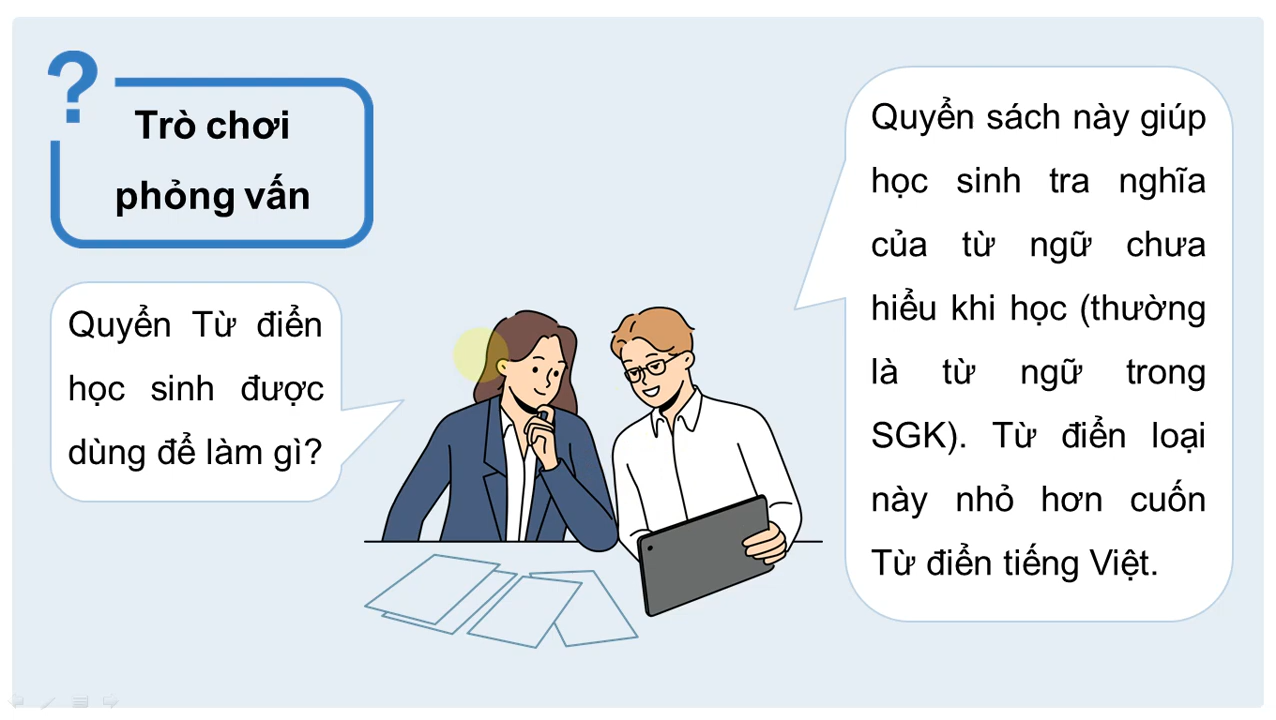 ?
Trò chơi
phỏng vấn
Quyển Từ điển
học sinh được
dùng để làm gì?
Quyển sách này giúp
học sinh tra nghĩa
của từ ngữ chưa
hiểu khi học (thường
là từ ngữ trong
SGK). Từ điển loại
này nhỏ hơn cuốn
Từ điển tiếng Việt.